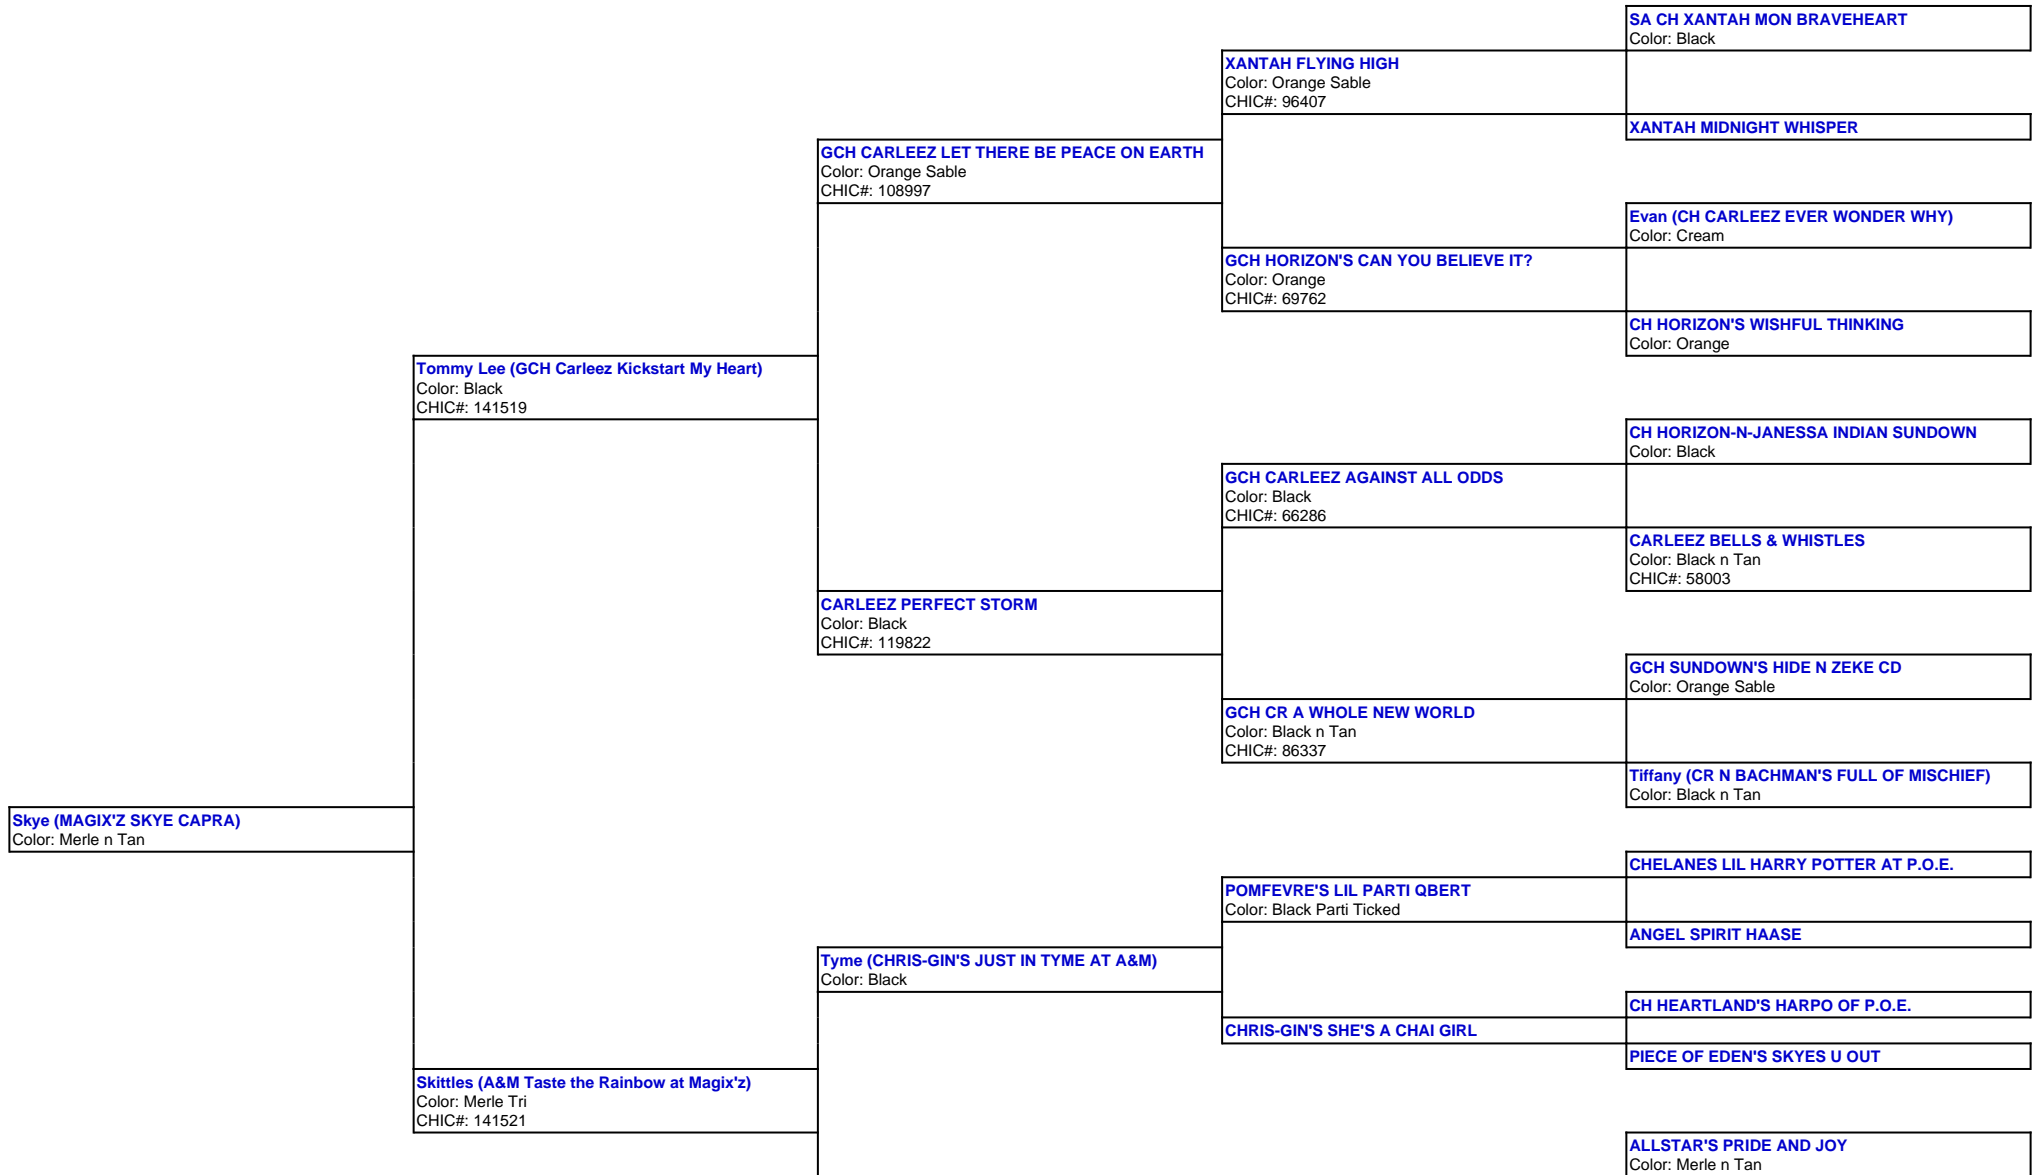 SA CH XANTAH MON BRAVEHEART
Color: Black
XANTAH FLYING HIGH
Color: Orange Sable
CHIC#: 96407
XANTAH MIDNIGHT WHISPER
GCH CARLEEZ LET THERE BE PEACE ON EARTH
Color: Orange Sable
CHIC#: 108997
Evan (CH CARLEEZ EVER WONDER WHY)
Color: Cream
GCH HORIZON'S CAN YOU BELIEVE IT?
Color: Orange
CHIC#: 69762
CH HORIZON'S WISHFUL THINKING
Color: Orange
Tommy Lee (GCH Carleez Kickstart My Heart)
Color: Black
CHIC#: 141519
CH HORIZON-N-JANESSA INDIAN SUNDOWN
Color: Black
GCH CARLEEZ AGAINST ALL ODDS
Color: Black
CHIC#: 66286
CARLEEZ BELLS & WHISTLES
Color: Black n Tan
CHIC#: 58003
CARLEEZ PERFECT STORM
Color: Black
CHIC#: 119822
GCH SUNDOWN'S HIDE N ZEKE CD
Color: Orange Sable
GCH CR A WHOLE NEW WORLD
Color: Black n Tan
CHIC#: 86337
Tiffany (CR N BACHMAN'S FULL OF MISCHIEF)
Color: Black n Tan
Skye (MAGIX'Z SKYE CAPRA)
Color: Merle n Tan
CHELANES LIL HARRY POTTER AT P.O.E.
POMFEVRE'S LIL PARTI QBERT
Color: Black Parti Ticked
ANGEL SPIRIT HAASE
Tyme (CHRIS-GIN'S JUST IN TYME AT A&M)
Color: Black
CH HEARTLAND'S HARPO OF P.O.E.
CHRIS-GIN'S SHE'S A CHAI GIRL
PIECE OF EDEN'S SKYES U OUT
Skittles (A&M Taste the Rainbow at Magix'z)
Color: Merle Tri
CHIC#: 141521
ALLSTAR'S PRIDE AND JOY
Color: Merle n Tan